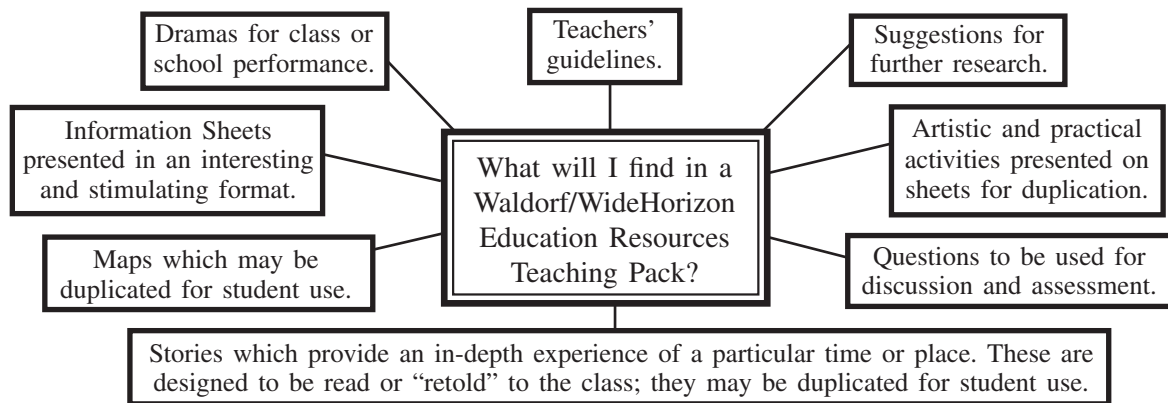 Dramas for class or
school performance.
Teachers’
guidelines.
Suggestions for
further research.
Information Sheets
presented in an interesting
and stimulating format.
What will I find in a
Waldorf/WideHorizon
Education Resources
Teaching Pack?
Artistic and practical
activities presented on
sheets for duplication.
Maps which may be
duplicated for student use.
Questions to be used for
discussion and assessment.
Stories which provide an in-depth experience of a particular time or place. These are
designed to be read or “retold” to the class; they may be duplicated for student use.